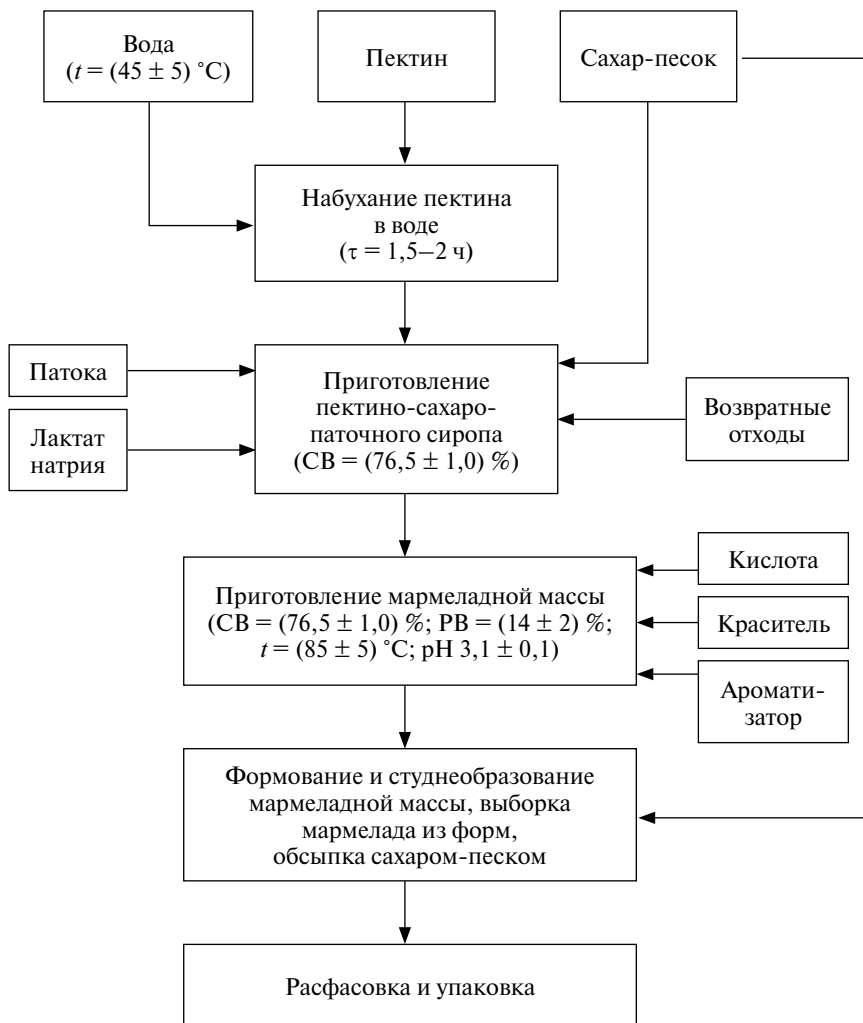 Вода
(t = (45 ± 5) ˚С)
Пектин
Сахар-песок
Набухание пектина
в воде
(τ = 1,5–2 ч)
Патока
Лактат
натрия
Приготовление
пектино-сахаро-
паточного сиропа
(СВ = (76,5 ± 1,0) %)
Возвратные
отходы
Приготовление мармеладной массы
(СВ = (76,5 ± 1,0) %; РВ = (14 ± 2) %;
t = (85 ± 5) ˚С; рН 3,1 ± 0,1)
Кислота
Краситель
Аромати-
затор
Формование и студнеобразование
мармеладной массы, выборка
мармелада из форм,
обсыпка сахаром-песком
Расфасовка и упаковка